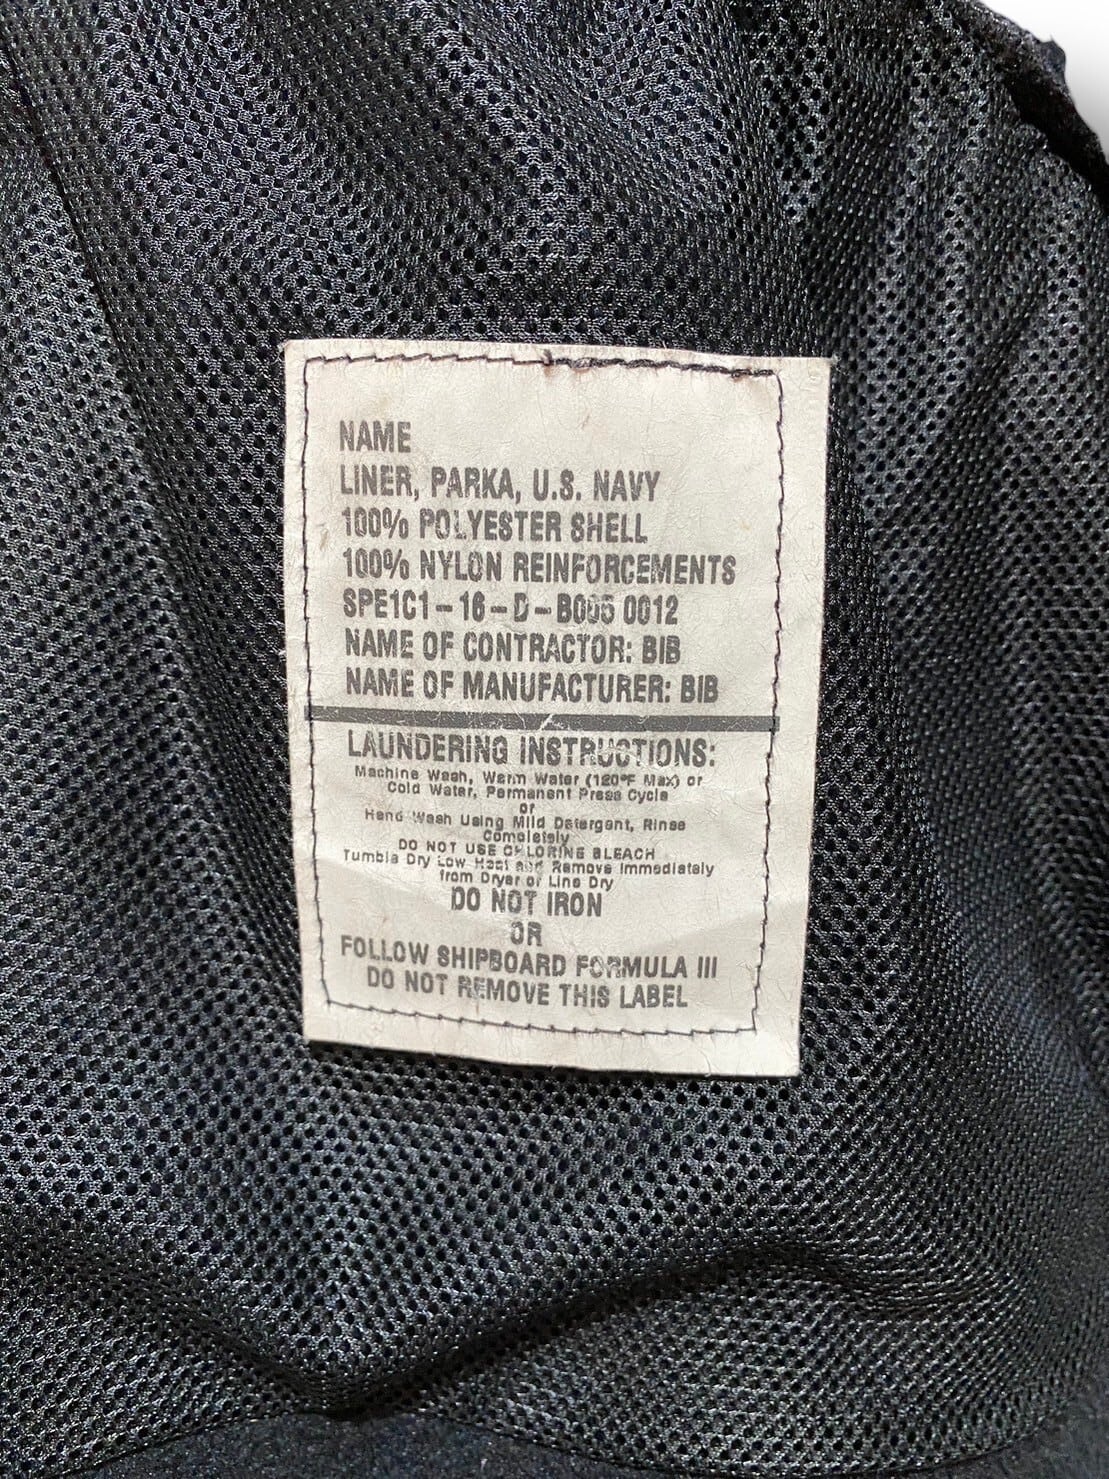 NAME
LINER, PARKA, U.S. NAVY
100% POLYESTER SHELL
100% NYLON REINFORCEMENTS
SPE1C1-16-D-B005 0012
NAME OF CONTRACTOR: BIB
NAME OF MANUFACTURER: BIB
LAUNDERING INSTRUCTIONS:
Machine Wash, Warm Water (120°F Max) or
Cold Water, Permanent Press Cycle
or
Hand Wash Using Mild Detergent, Rinse
Completely
DO NOT USE CHLORINE BLEACH
Tumble Dry Low Heat and Remove Immediately
from Dryer or Line Dry
DO NOT IRON
OR
FOLLOW SHIPBOARD FORMULA III
DO NOT REMOVE THIS LABEL